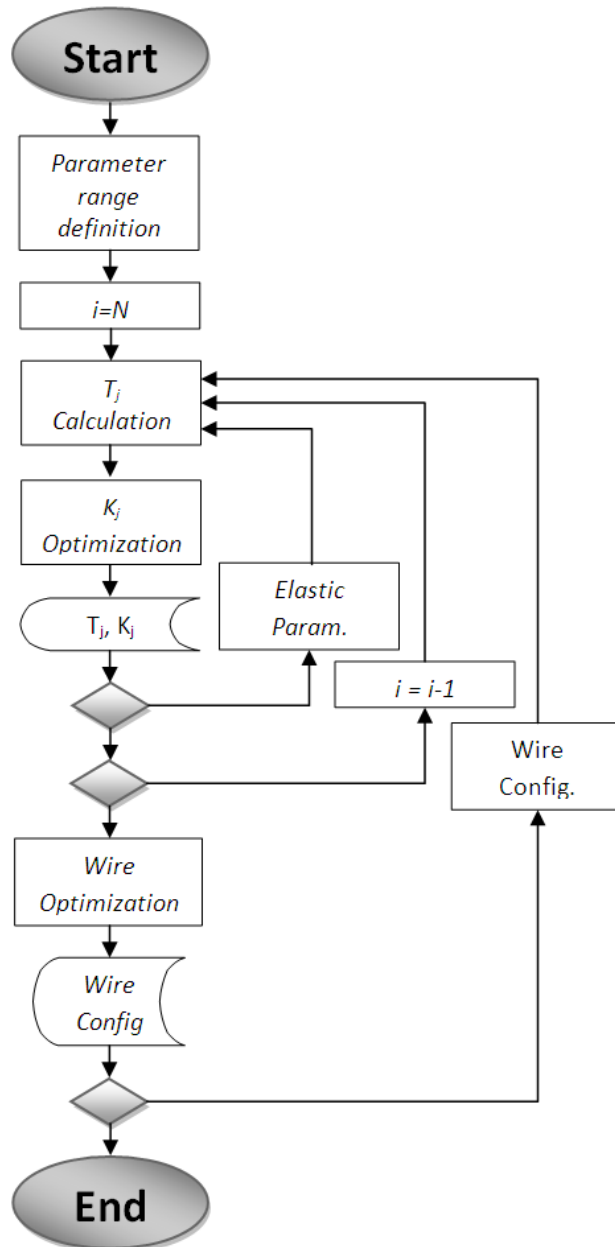 Start
Parameter
range
definition
i=N
Tj
Calculation
Kj
Optimization
Elastic
Param.
Tj, Kj
i = i-1
Wire
Config.
Wire
Optimization
Wire
Config
End